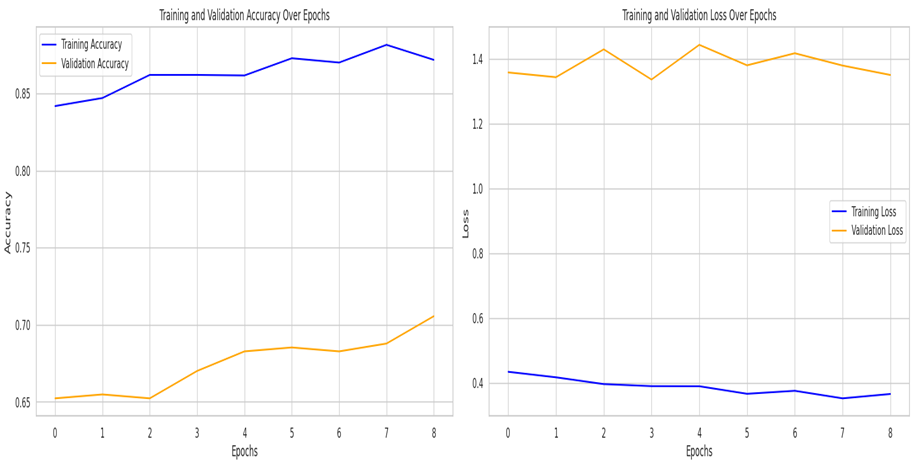 Training and Validation Accuracy Over Epochs
Training Accuracy
Validation Accuracy
0.85
0.80
0.75
0.70
0.65
Accuracy
0 1 2 3 4 5 6 7 8
Epochs
Training and Validation Loss Over Epochs
1.4
1.2
1.0
0.8
0.6
0.4
Loss
Training Loss
Validation Loss
0 1 2 3 4 5 6 7 8
Epochs